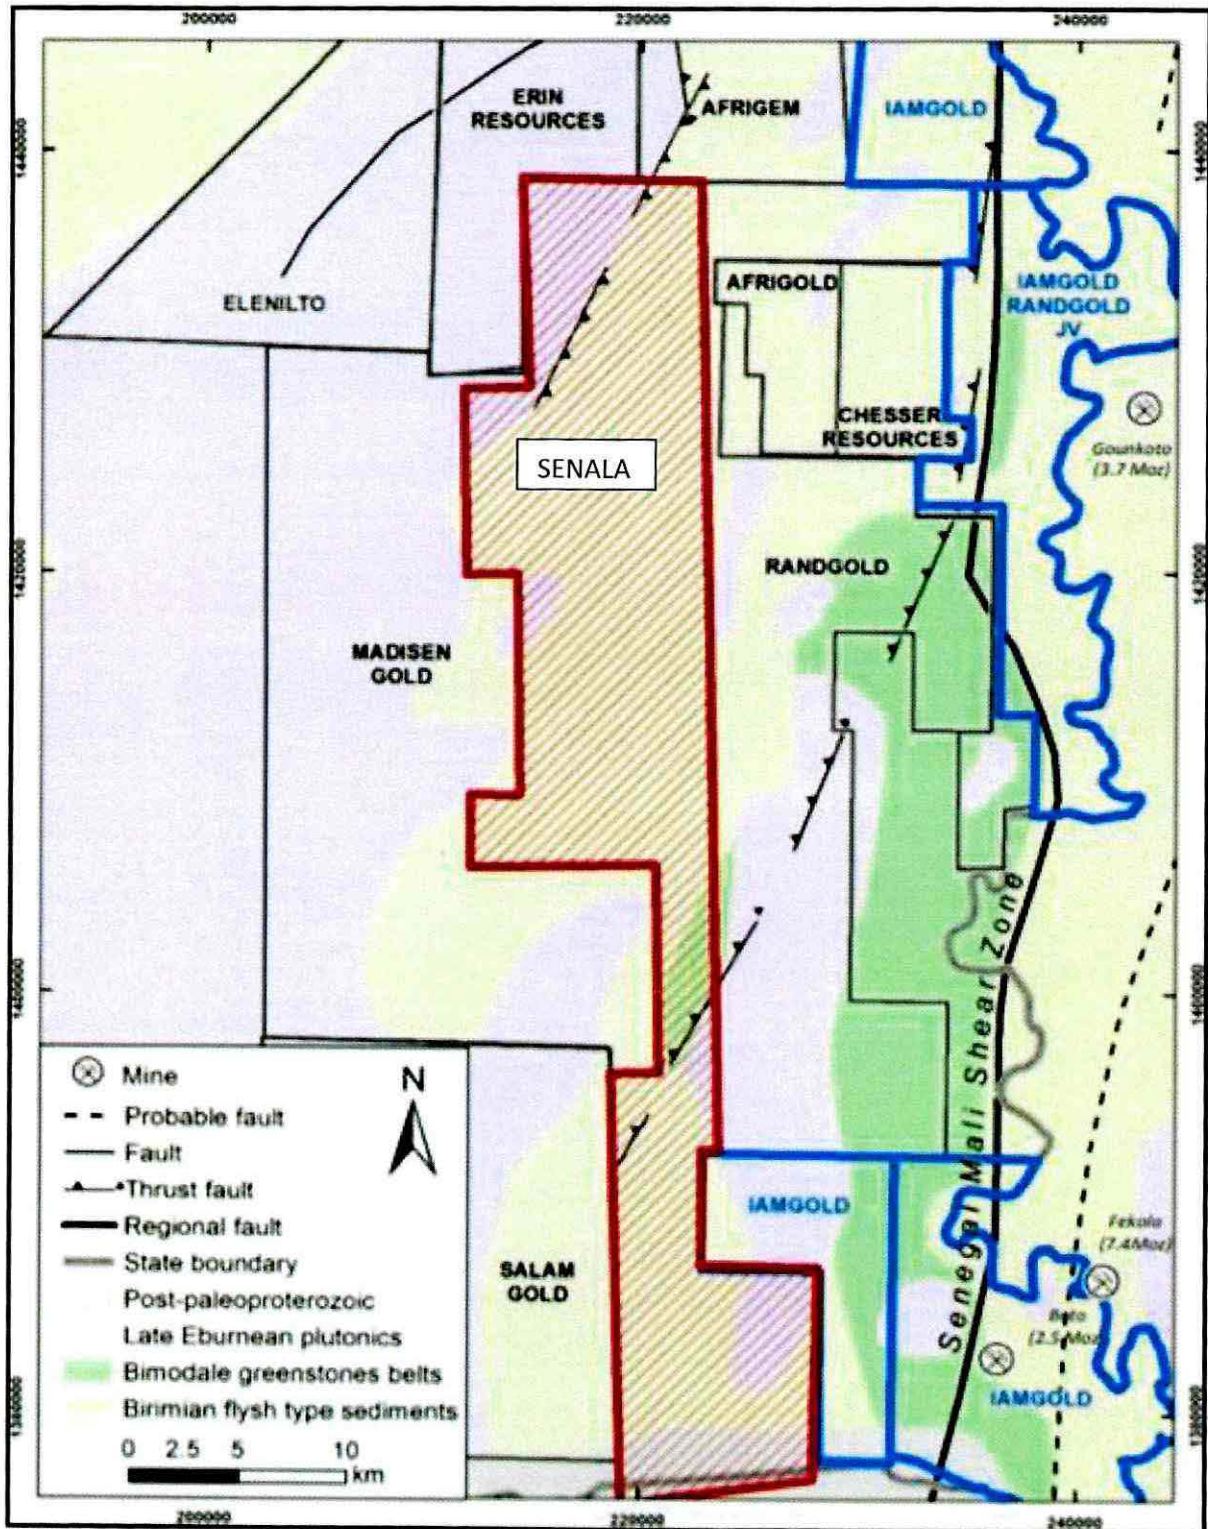 200000
220000
240000
ERIN
RESOURCES
AFRIGEM
IAMGOLD
1440000
1440000
ELENILTO
AFRIGOLD
IAMGOLD
RANDGOLD
JV
CHESSER
RESOURCES
Gounkoto
(3.7 Moz)
SENALA
1420000
1420000
RANDGOLD
MADISEN
GOLD
1400000
1400000
Senegal Mali Shear Zone
IAMGOLD
Fekola
(7.4Moz)
SALAM
GOLD
Boto
(2.5 Moz)
IAMGOLD
Mine
N
Probable fault
Fault
Thrust fault
Regional fault
State boundary
Post-paleoproterozoic
Late Eburnean plutonics
Bimodale greenstones belts
Birimian flysh type sediments
0 2.5 5 10
km
1380000
1380000
200000
220000
240000